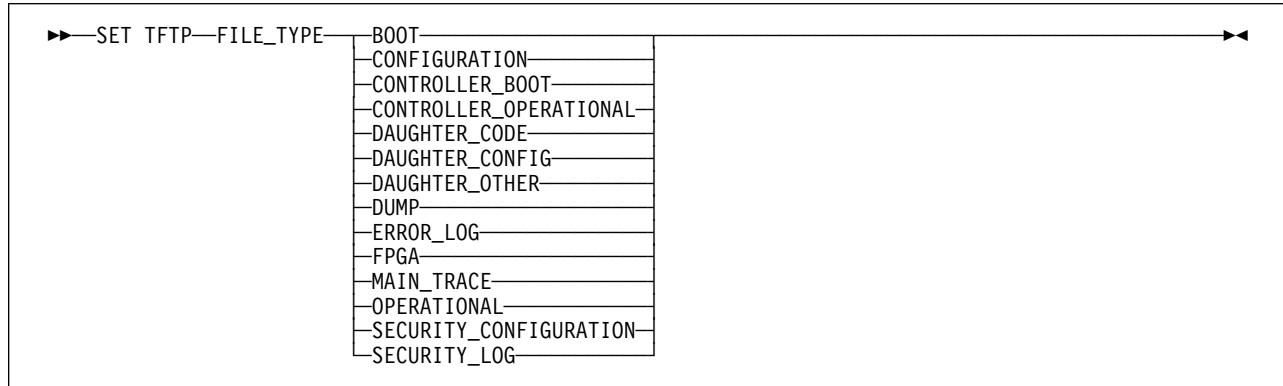 SET TFTP FILE_TYPE BOOT
CONFIGURATION
CONTROLLER_BOOT
CONTROLLER_OPERATIONAL
DAUGHTER_CODE
DAUGHTER_CONFIG
DAUGHTER_OTHER
DUMP
ERROR_LOG
FPGA
MAIN_TRACE
OPERATIONAL
SECURITY_CONFIGURATION
SECURITY_LOG